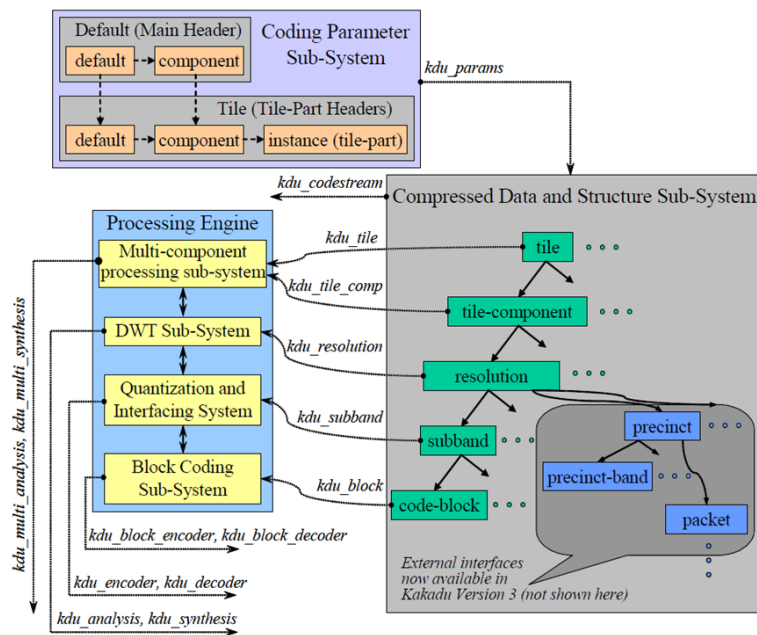 Default (Main Header)
default
component
Coding Parameter
Sub-System
Tile (Tile-Part Headers)
default
component
instance (tile-part)
kdu_params
kdu_codestream
Compressed Data and Structure Sub-System
Processing Engine
Multi-component
processing sub-system
DWT Sub-System
Quantization and
Interfacing System
Block Coding
Sub-System
kdu_tile
kdu_tile_comp
kdu_resolution
kdu_subband
kdu_block
tile
tile-component
resolution
subband
code-block
precinct
precinct-band
packet
External interfaces
now available in
Kakadu Version 3 (not shown here)
kdu_block_encoder, kdu_block_decoder
kdu_encoder, kdu_decoder
kdu_analysis, kdu_synthesis
kdu_multi_analysis, kdu_multi_synthesis